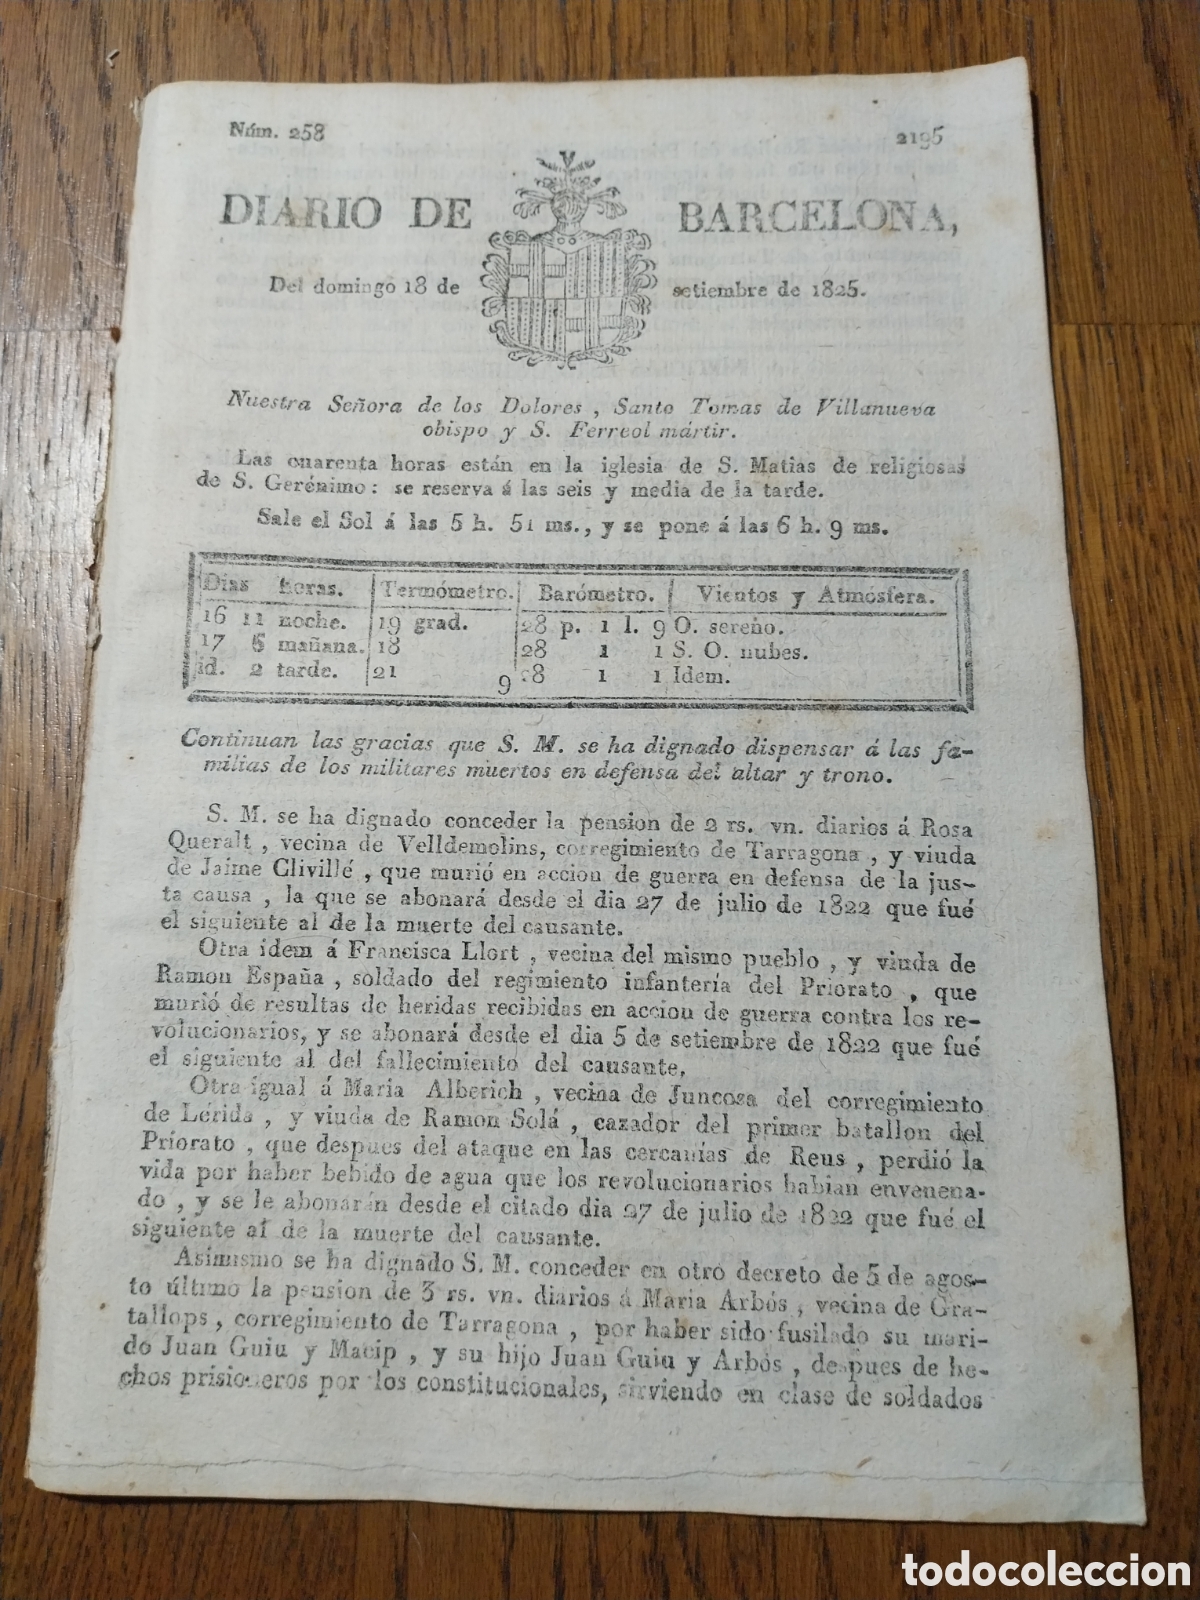 Núm. 258
2195
DIARIO DE BARCELONA,
Del domingo 18 de setiembre de 1825.
Nuestra Señora de los Dolores , Santo Tomas de Villanueva
obispo y S. Ferreol mártir.
Las cuarenta horas están en la iglesia de S. Matias de religiosas
de S. Gerónimo: se reserva á las seis y media de la tarde.
Sale el Sol á las 5 h. 51 ms., y se pone á las 6 h. 9 ms.
Dias horas. Termómetro. Barómetro. Vientos y Atmósfera.
16 11 noche. 19 grad. 28 p. 1 l. 9 O. sereno.
17 6 mañana. 18 28 1 1 S. O. nubes.
id. 2 tarde. 21 9 28 1 1 Idem.
Continuan las gracias que S. M. se ha dignado dispensar á las fa-
milias de los militares muertos en defensa del altar y trono.
S. M. se ha dignado conceder la pension de 2 rs. vn. diarios á Rosa
Queralt , vecina de Velldemolins, corregimiento de Tarragona , y viuda
de Jaime Clivillé , que murió en accion de guerra en defensa de la jus-
ta causa , la que se abonará desde el dia 27 de julio de 1822 que fué
el siguiente al de la muerte del causante.
Otra idem á Francisca Llort , vecina del mismo pueblo , y viuda de
Ramon España , soldado del regimiento infantería del Priorato , que
murió de resultas de heridas recibidas en accion de guerra contra los re-
volucionarios, y se abonará desde el dia 5 de setiembre de 1822 que fué
el siguiente al del fallecimiento del causante.
Otra igual á Maria Alberich , vecina de Juncosa del corregimiento
de Lerida , y viuda de Ramon Solá , cazador del primer batallon del
Priorato , que despues del ataque en las cercanías de Reus , perdió la
vida por haber bebido de agua que los revolucionarios habian envenena-
do , y se le abonarán desde el citado dia 27 de julio de 1822 que fué el
siguiente al de la muerte del causante.
Asimismo se ha dignado S. M. conceder en otro decreto de 5 de agos-
to último la pension de 3 rs. vn. diarios á Maria Arbós , vecina de Gra-
tallops , corregimiento de Tarragona , por haber sido fusilado su mari-
do Juan Guiu y Macip , y su hijo Juan Guiu y Arbós , despues de he-
chos prisioneros por los constitucionales, sirviendo en clase de soldados
todocoleccion